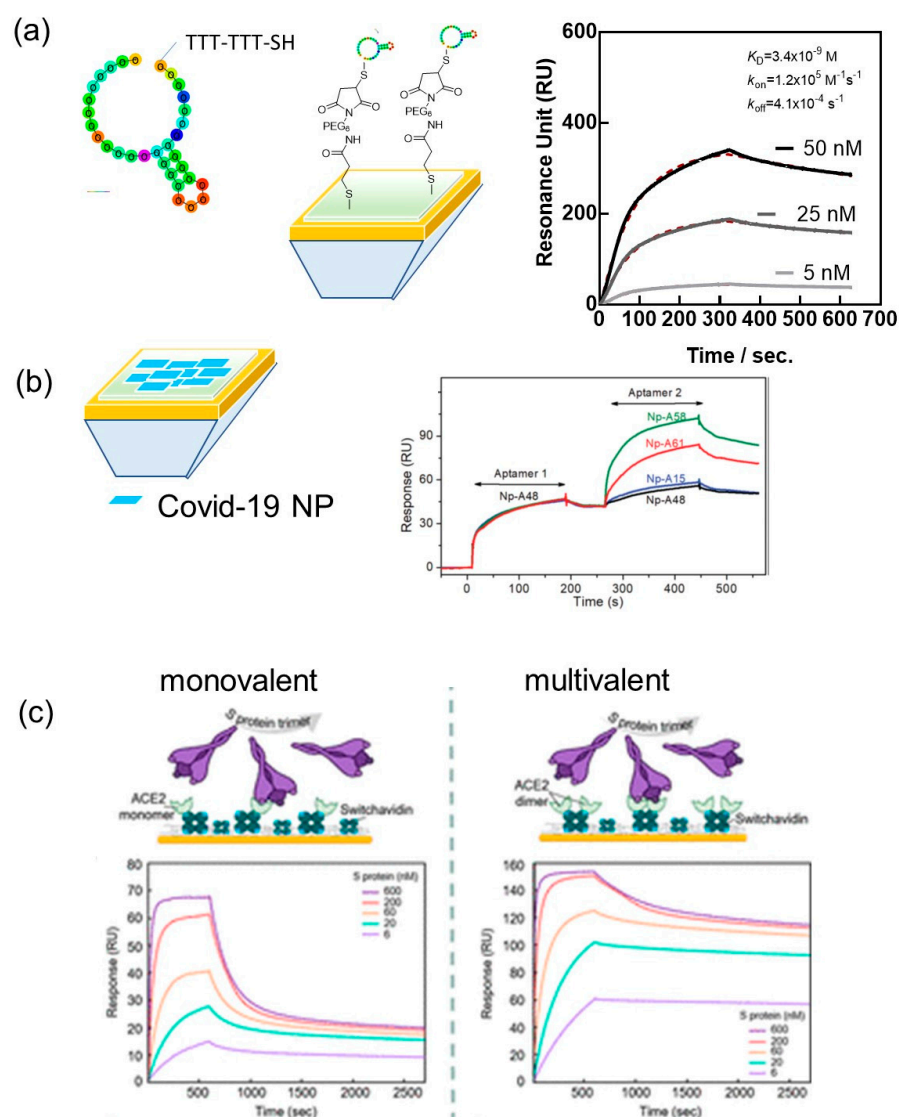 (a)
TTT-TTT-SH
S
S
O
N
O
O
N
O
PEG6
PEG6
NH
NH
O
O
S
S
Resonance Unit (RU)
600
400
200
0
KD=3.4x10-9 M
kon=1.2x105 M-1s-1
koff=4.1x10-4 s-1
50 nM
25 nM
5 nM
0 100 200 300 400 500 600 700
Time / sec.
(b)
Covid-19 NP
Response (RU)
90
60
30
0
Aptamer 1
Np-A48
Aptamer 2
Np-A58
Np-A61
Np-A15
Np-A48
0 100 200 300 400 500
Time (s)
(c)
monovalent
S protein trimer
ACE2
monomer
Switchavidin
Response (RU)
80
70
60
50
40
30
20
10
0
S protein (nM)
600
200
60
20
6
500 1000 1500 2000 2500
Time (sec)
multivalent
S protein trimer
ACE2
dimer
Switchavidin
Response (RU)
160
140
120
100
80
60
40
20
0
S protein (nM)
600
200
60
20
6
500 1000 1500 2000 2500
Time (sec)